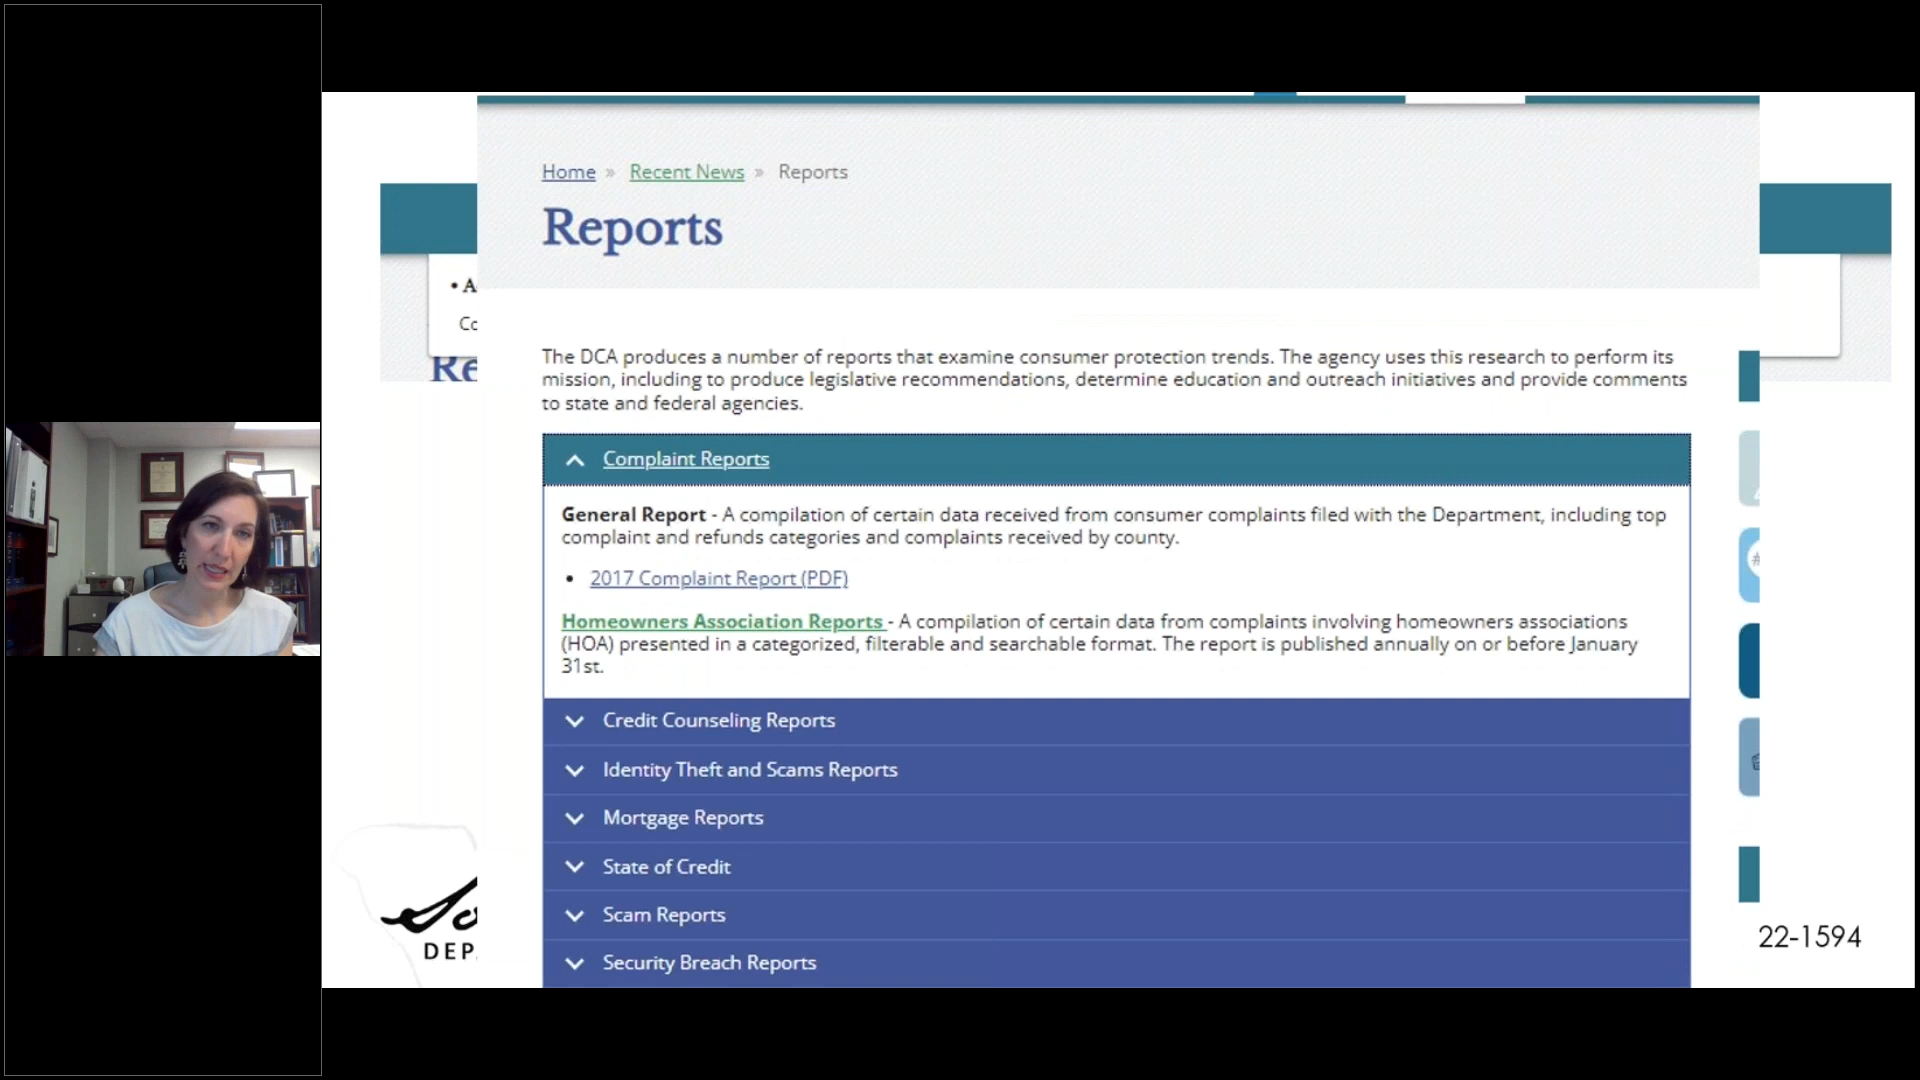 Home » Recent News » Reports
Reports
• A
Co
Re
The DCA produces a number of reports that examine consumer protection trends. The agency uses this research to perform its
mission, including to produce legislative recommendations, determine education and outreach initiatives and provide comments
to state and federal agencies.
Complaint Reports
General Report - A compilation of certain data received from consumer complaints filed with the Department, including top
complaint and refunds categories and complaints received by county.
• 2017 Complaint Report (PDF)
Homeowners Association Reports - A compilation of certain data from complaints involving homeowners associations
(HOA) presented in a categorized, filterable and searchable format. The report is published annually on or before January
31st.
Credit Counseling Reports
Identity Theft and Scams Reports
Mortgage Reports
State of Credit
Scam Reports
Security Breach Reports
DEP
22-1594